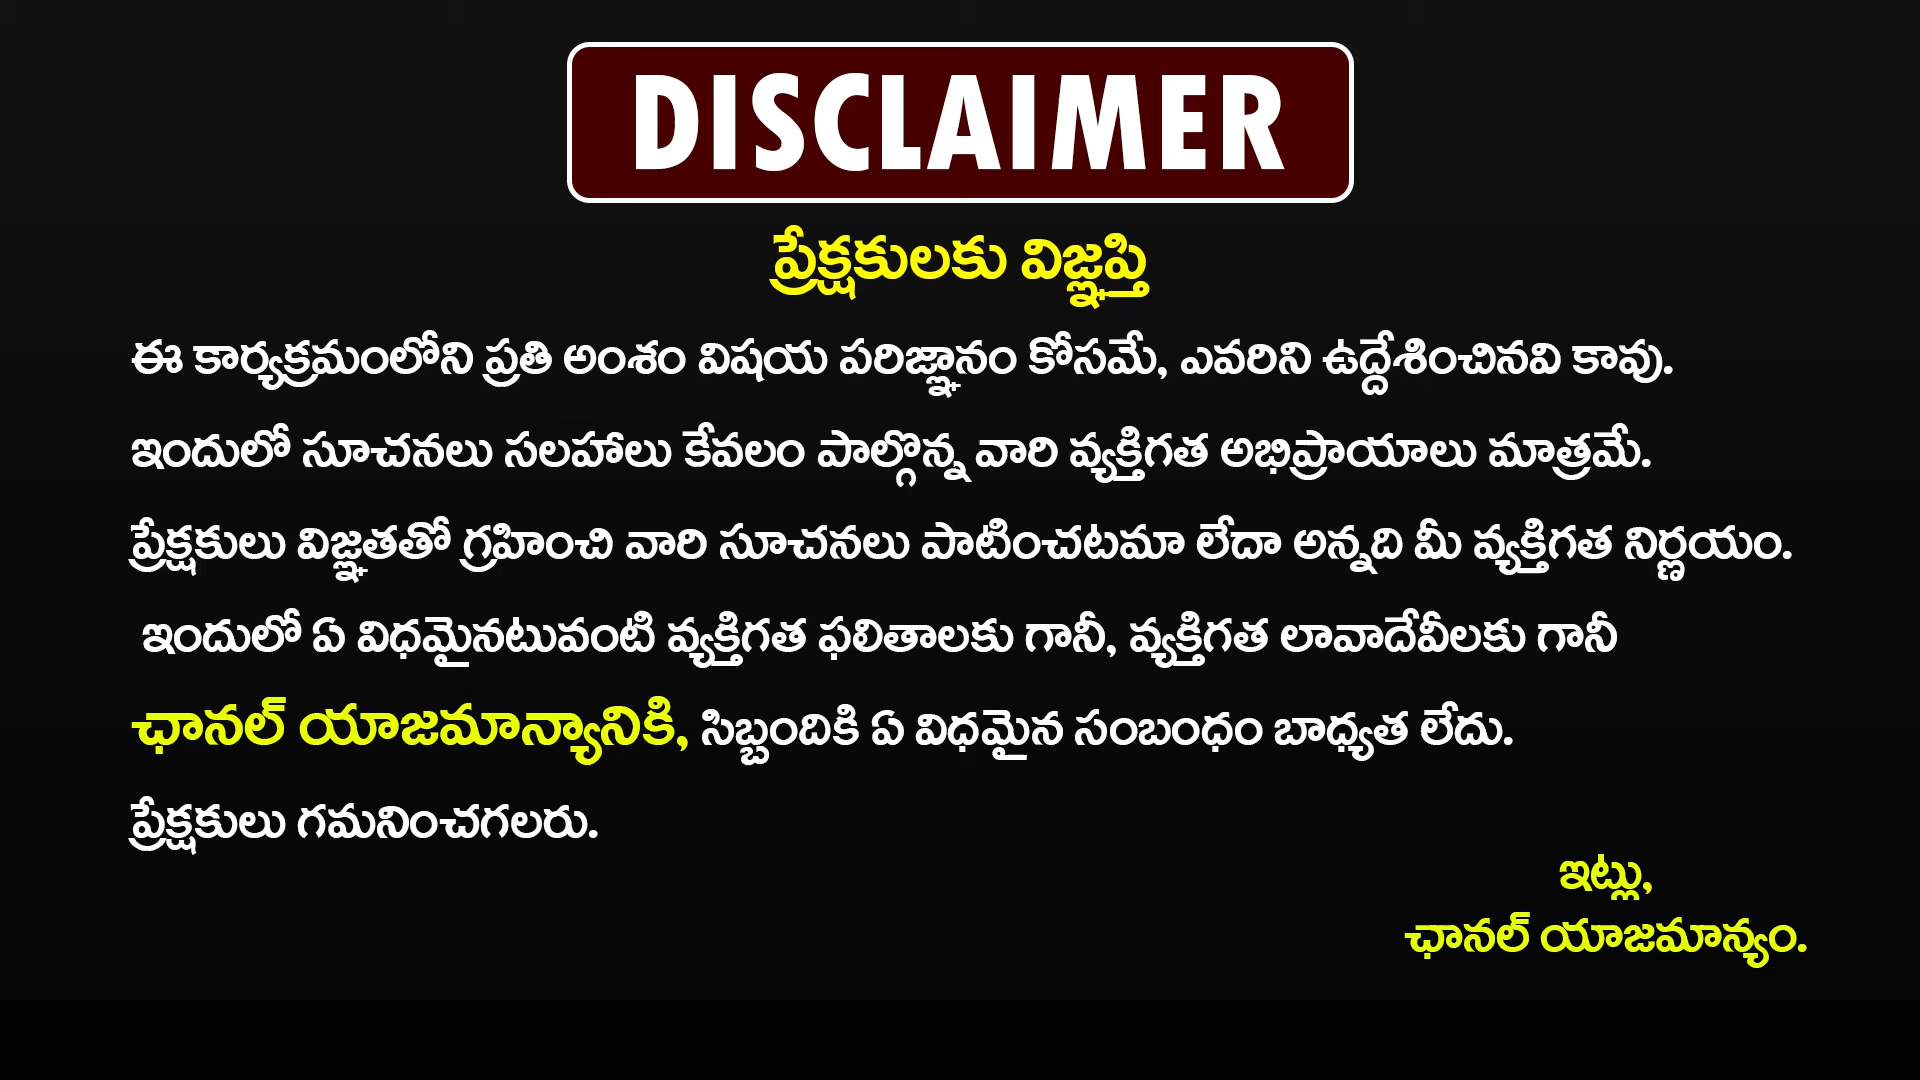 DISCLAIMER
ప్రేక్షకులకు విజ్ఞప్తి
ఈ కార్యక్రమంలోని ప్రతి అంశం విషయ పరిజ్ఞానం కోసమే, ఎవరిని ఉద్దేశించినవి కావు.
ఇందులో సూచనలు సలహాలు కేవలం పాల్గొన్న వారి వ్యక్తిగత అభిప్రాయాలు మాత్రమే.
ప్రేక్షకులు విజ్ఞతతో గ్రహించి వారి సూచనలు పాటించటమా లేదా అన్నది మీ వ్యక్తిగత నిర్ణయం.
ఇందులో ఏ విధమైనటువంటి వ్యక్తిగత ఫలితాలకు గానీ, వ్యక్తిగత లావాదేవీలకు గానీ
ఛానల్ యాజమాన్యానికి, సిబ్బందికి ఏ విధమైన సంబంధం బాధ్యత లేదు.
ప్రేక్షకులు గమనించగలరు.
ఇట్లు,
ఛానల్ యాజమాన్యం.